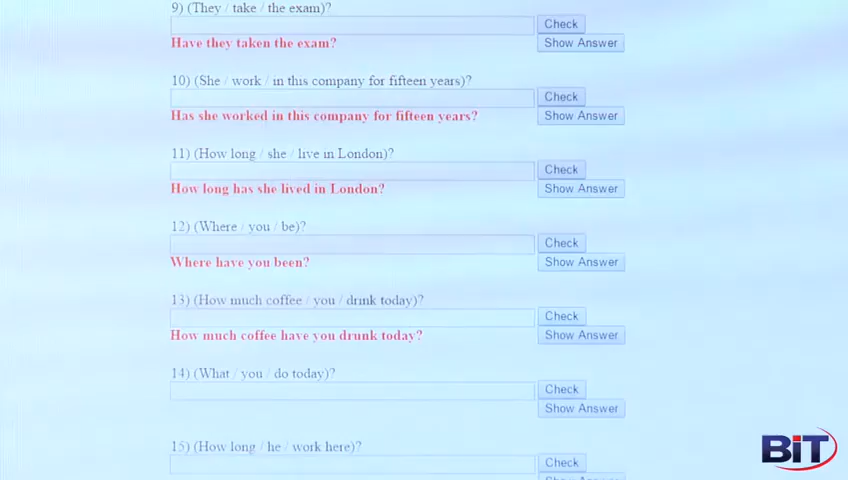 9) (They / take / the exam)?
Check
Have they taken the exam?
Show Answer
10) (She / work / in this company for fifteen years)?
Check
Has she worked in this company for fifteen years?
Show Answer
11) (How long / she / live in London)?
Check
How long has she lived in London?
Show Answer
12) (Where / you / be)?
Check
Where have you been?
Show Answer
13) (How much coffee / you / drink today)?
Check
How much coffee have you drunk today?
Show Answer
14) (What / you / do today)?
Check
Show Answer
15) (How long / he / work here)?
Check
Show Answer
BiT